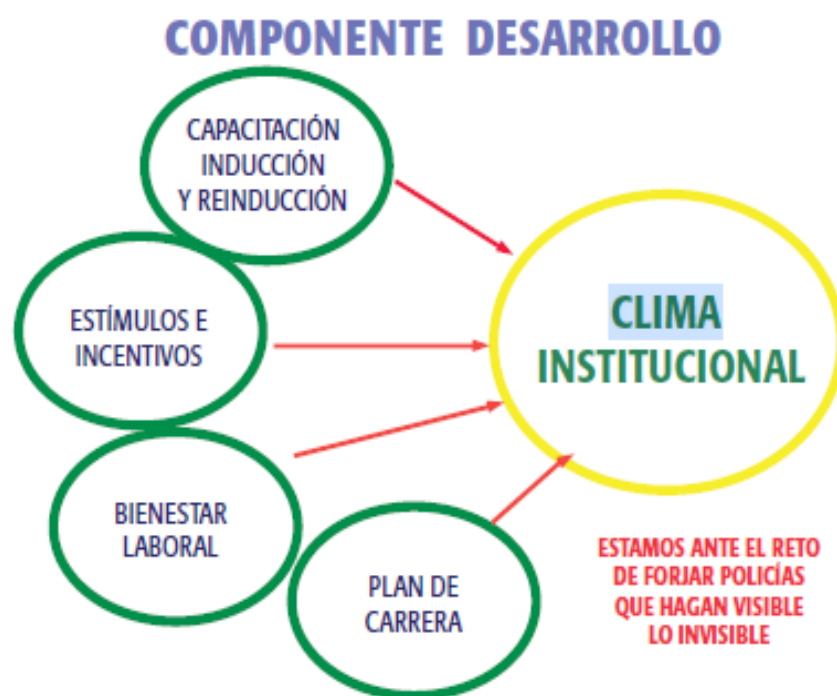 COMPONENTE DESARROLLO
CAPACITACIÓN
INDUCCIÓN
Y REINDUCCIÓN
ESTÍMULOS E
INCENTIVOS
BIENESTAR
LABORAL
PLAN DE
CARRERA
CLIMA
INSTITUCIONAL
ESTAMOS ANTE EL RETO
DE FORJAR POLICÍAS
QUE HAGAN VISIBLE
LO INVISIBLE